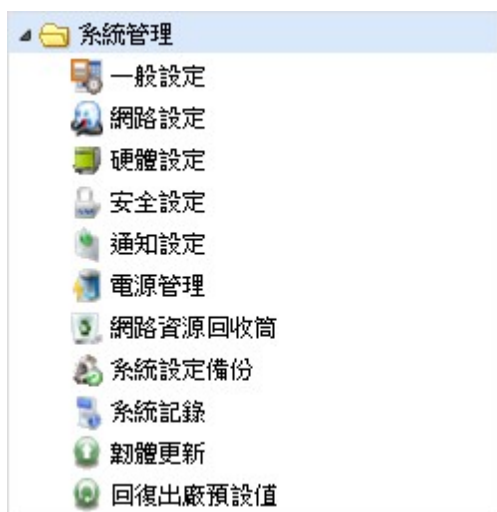 系統管理
一般設定
網路設定
硬體設定
安全設定
通知設定
電源管理
網路資源回收筒
系統設定備份
系統記錄
韌體更新
回復出廠預設值